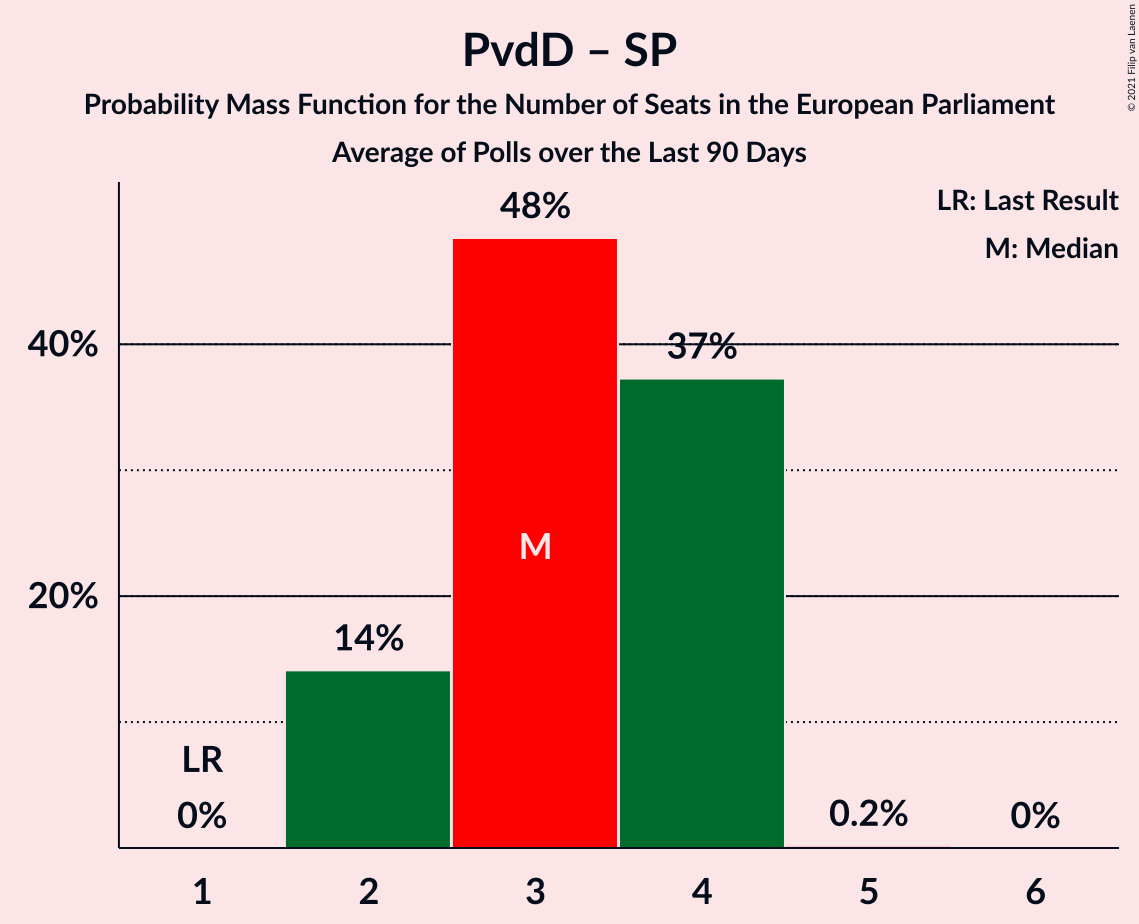 PvdD – SP
Probability Mass Function for the Number of Seats in the European Parliament
Average of Polls over the Last 90 Days
© 2021 Filip van Laenen
LR: Last Result
M: Median
48%
40%
37%
M
20%
14%
LR
0%
0.2%
0%
1
2
3
4
5
6